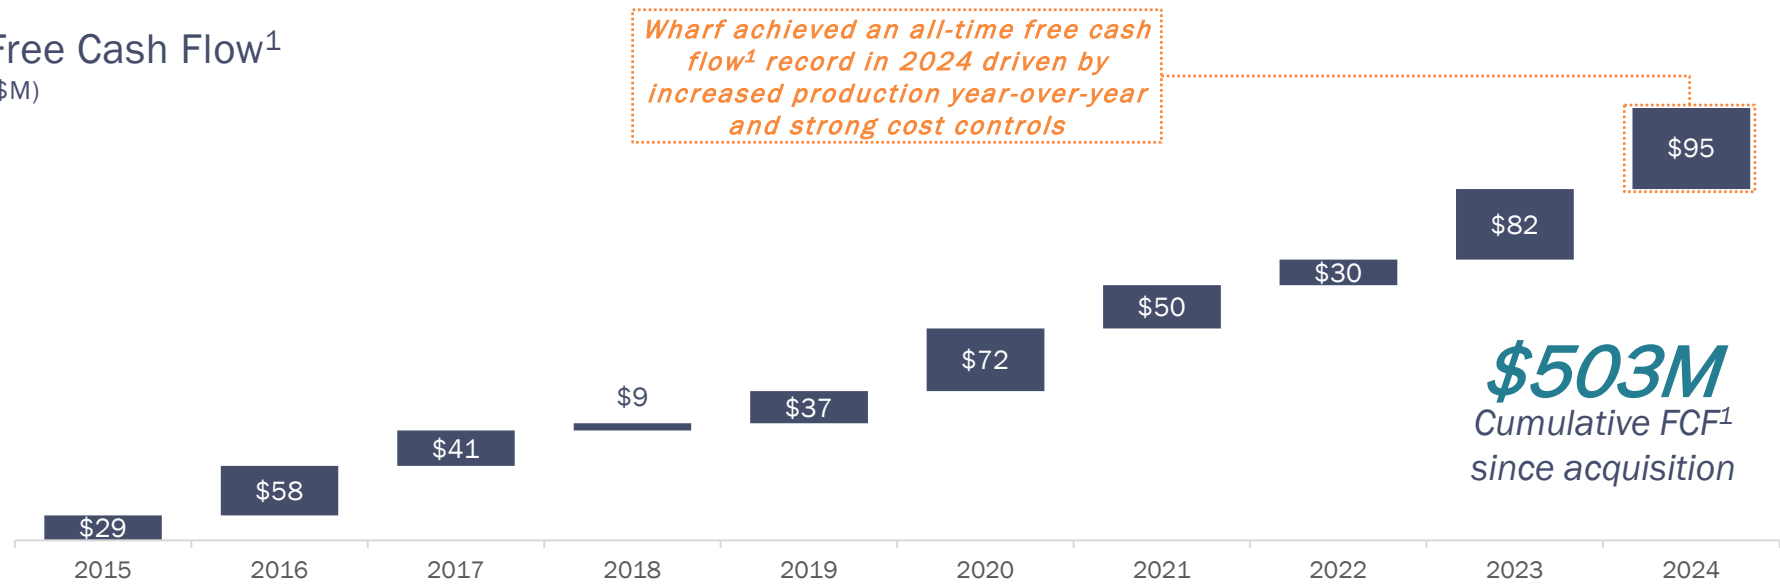 Free Cash Flow¹
$M)
Wharf achieved an all-time free cash
flow¹ record in 2024 driven by
increased production year-over-year
and strong cost controls
$95
$82
$30
$50
$72
$37
$9
$41
$58
$29
$503M
Cumulative FCF¹
since acquisition
2015 2016 2017 2018 2019 2020 2021 2022 2023 2024